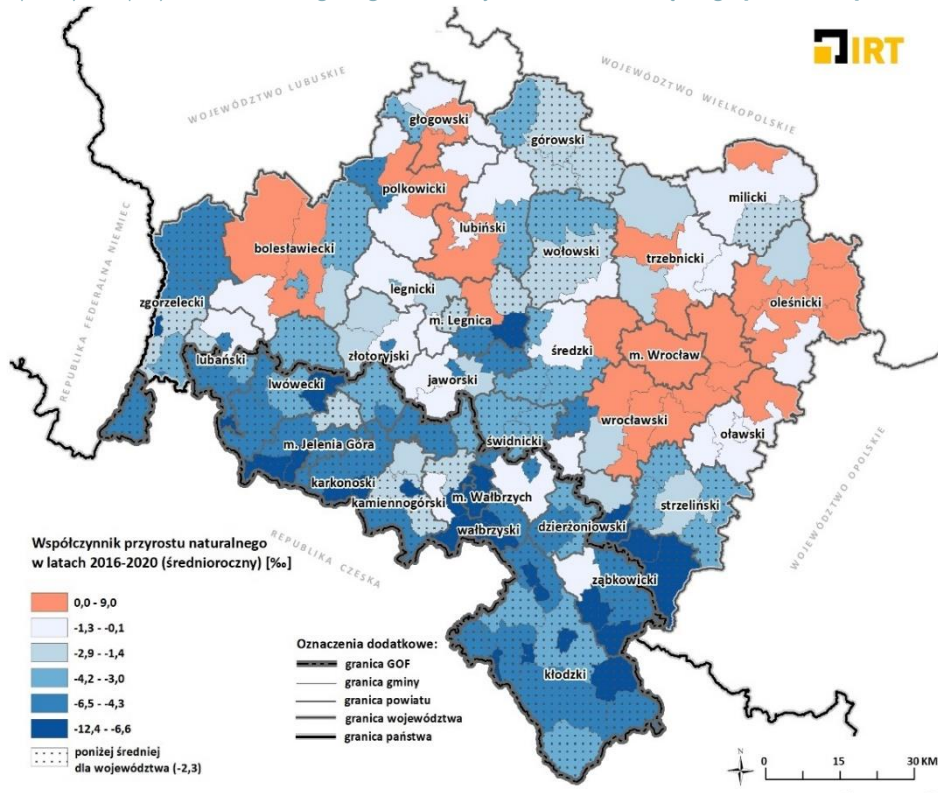 IRT
WOJEWÓDZTWO LUBUSKIE
WOJEWÓDZTWO WIELKOPOLSKIE
głogowski
górowski
polkowicki
milicki
REPUBLIKA FEDERALNA NIEMIEC
bolesławiecki
lubiński
wołowski
trzebnicki
zgorzelecki
legnicki
oleśnicki
m. Legnica
lubański
złotoryjski
średzki
m. Wrocław
lwówecki
jaworski
wrocławski
oławski
m. Jelenia Góra
świdnicki
karkonoski
kamiennogórski
m. Wałbrzych
strzeliński
wałbrzyski
dzierżoniowski
WOJEWÓDZTWO OPOLSKIE
REPUBLIKA CZESKA
ząbkowicki
kłodzki
Współczynnik przyrostu naturalnego
w latach 2016-2020 (średnioroczny) [‰]
0,0 - 9,0
-1,3 - -0,1
-2,9 - -1,4
-4,2 - -3,0
-6,5 - -4,3
-12,4 - -6,6
poniżej średniej
dla województwa (-2,3)
Oznaczenia dodatkowe:
granica GOF
granica gminy
granica powiatu
granica województwa
granica państwa
N
0 15 30 KM